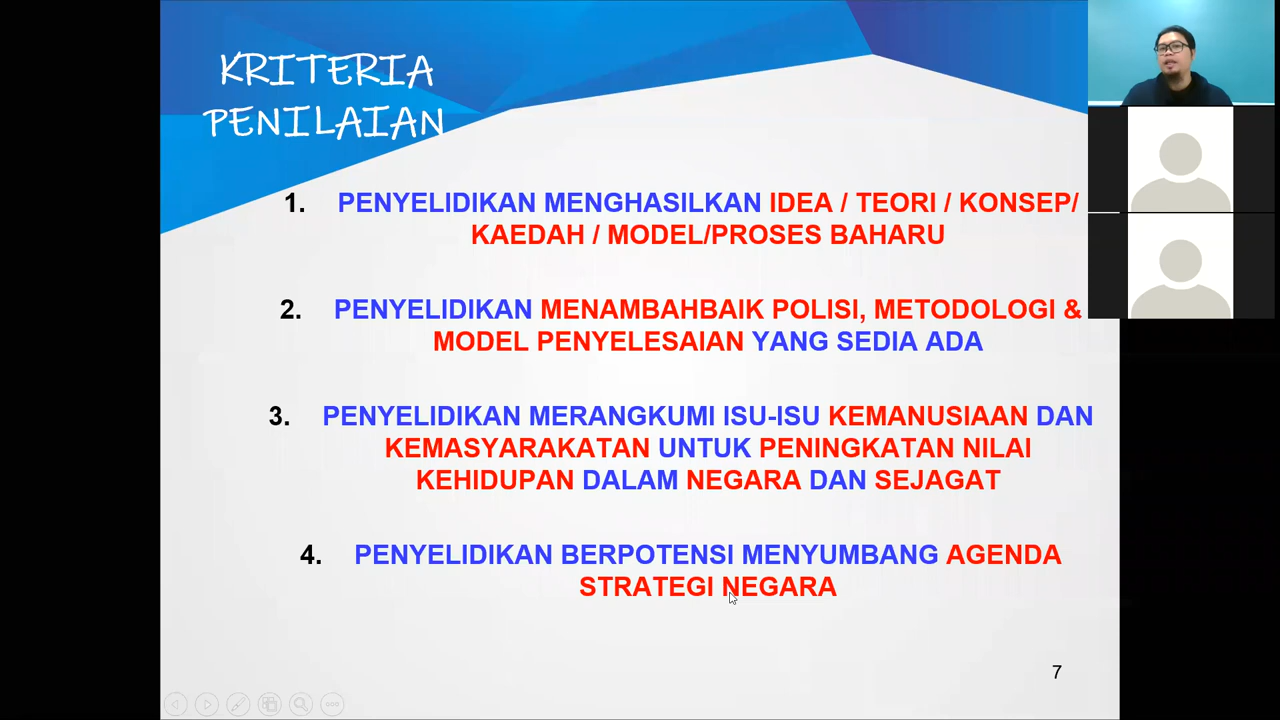 KRITERIA
PENILAIAN
1. PENYELIDIKAN MENGHASILKAN IDEA / TEORI / KONSEP/
KAEDAH / MODEL/PROSES BAHARU
2. PENYELIDIKAN MENAMBAHBAIK POLISI, METODOLOGI &
MODEL PENYELESAIAN YANG SEDIA ADA
3. PENYELIDIKAN MERANGKUMI ISU-ISU KEMANUSIAAN DAN
KEMASYARAKATAN UNTUK PENINGKATAN NILAI
KEHIDUPAN DALAM NEGARA DAN SEJAGAT
4. PENYELIDIKAN BERPOTENSI MENYUMBANG AGENDA
STRATEGI NEGARA
7